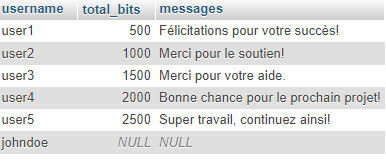 username total_bits messages
user1 500 Félicitations pour votre succès!
user2 1000 Merci pour le soutien!
user3 1500 Merci pour votre aide.
user4 2000 Bonne chance pour le prochain projet!
user5 2500 Super travail, continuez ainsi!
johndoe NULL NULL